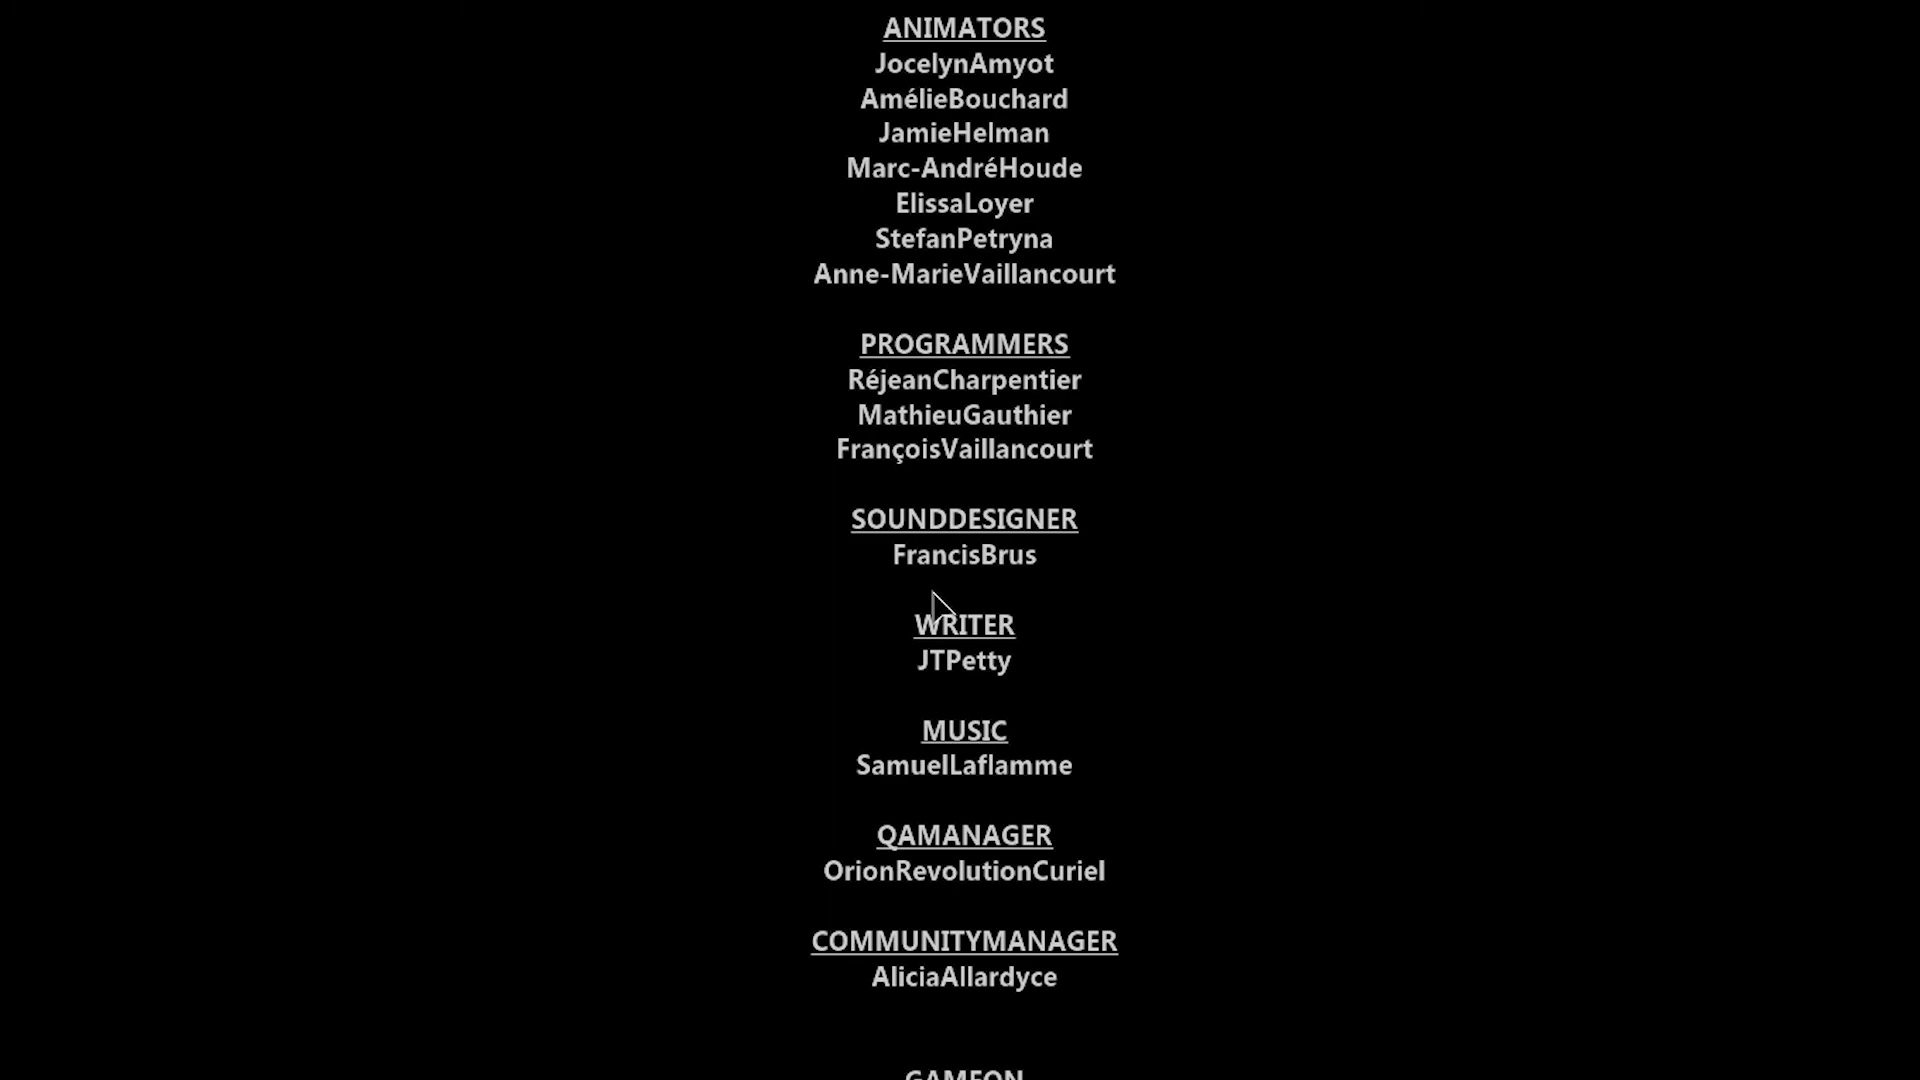 ANIMATORS
JocelynAmyot
AmélieBouchard
JamieHelman
Marc-AndréHoude
ElissaLoyer
StefanPetryna
Anne-MarieVaillancourt
PROGRAMMERS
RéjeanCharpentier
MathieuGauthier
FrançoisVaillancourt
SOUNDDESIGNER
FrancisBrus
WRITER
JTPetty
MUSIC
SamuelLaflamme
QAMANAGER
OrionRevolutionCuriel
COMMUNITYMANAGER
AliciaAllardyce